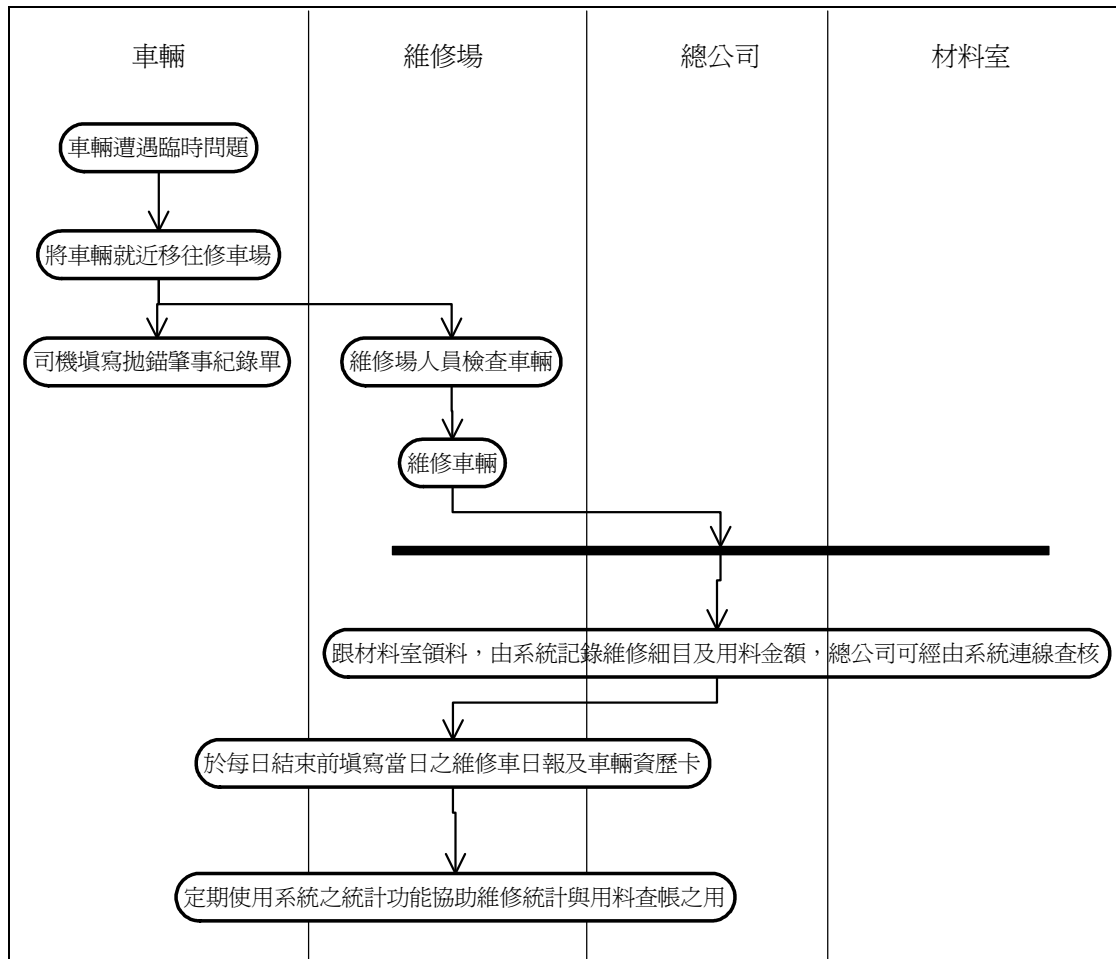 車輛
維修場
總公司
材料室
車輛遭遇臨時問題
將車輛就近移往修車場
司機填寫拋錨肇事紀錄單
維修場人員檢查車輛
維修車輛
跟材料室領料，由系統記錄維修細目及用料金額，總公司可經由系統連線查核
於每日結束前填寫當日之維修車日報及車輛資歷卡
定期使用系統之統計功能協助維修統計與用料查帳之用